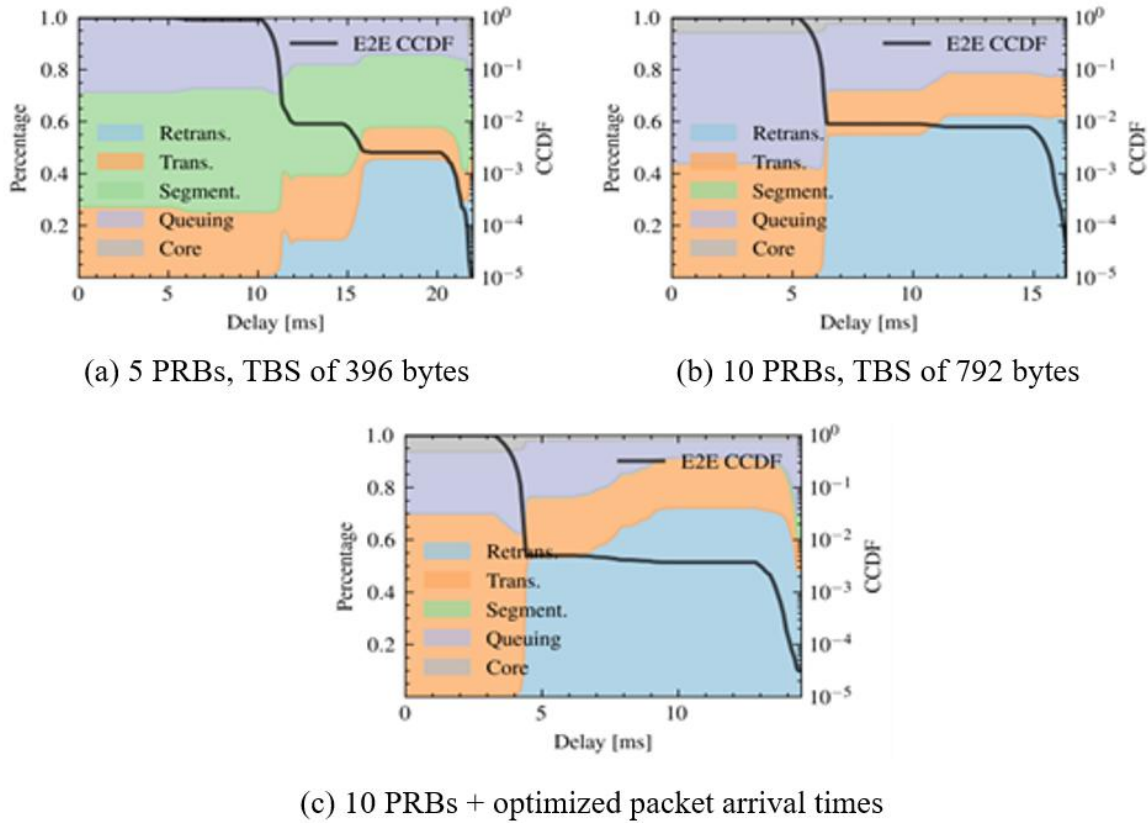 1.0
0.8
0.6
0.4
0.2
Percentage
E2E CCDF
Retrans.
Trans.
Segment.
Queuing
Core
10⁰
10⁻¹
10⁻²
10⁻³
10⁻⁴
10⁻⁵
CCDF
0 5 10 15 20
Delay [ms]
(a) 5 PRBs, TBS of 396 bytes
1.0
0.8
0.6
0.4
0.2
Percentage
E2E CCDF
Retrans.
Trans.
Segment.
Queuing
Core
10⁰
10⁻¹
10⁻²
10⁻³
10⁻⁴
10⁻⁵
CCDF
0 5 10 15
Delay [ms]
(b) 10 PRBs, TBS of 792 bytes
1.0
0.8
0.6
0.4
0.2
Percentage
E2E CCDF
Retrans.
Trans.
Segment.
Queuing
Core
10⁰
10⁻¹
10⁻²
10⁻³
10⁻⁴
10⁻⁵
CCDF
0 5 10
Delay [ms]
(c) 10 PRBs + optimized packet arrival times